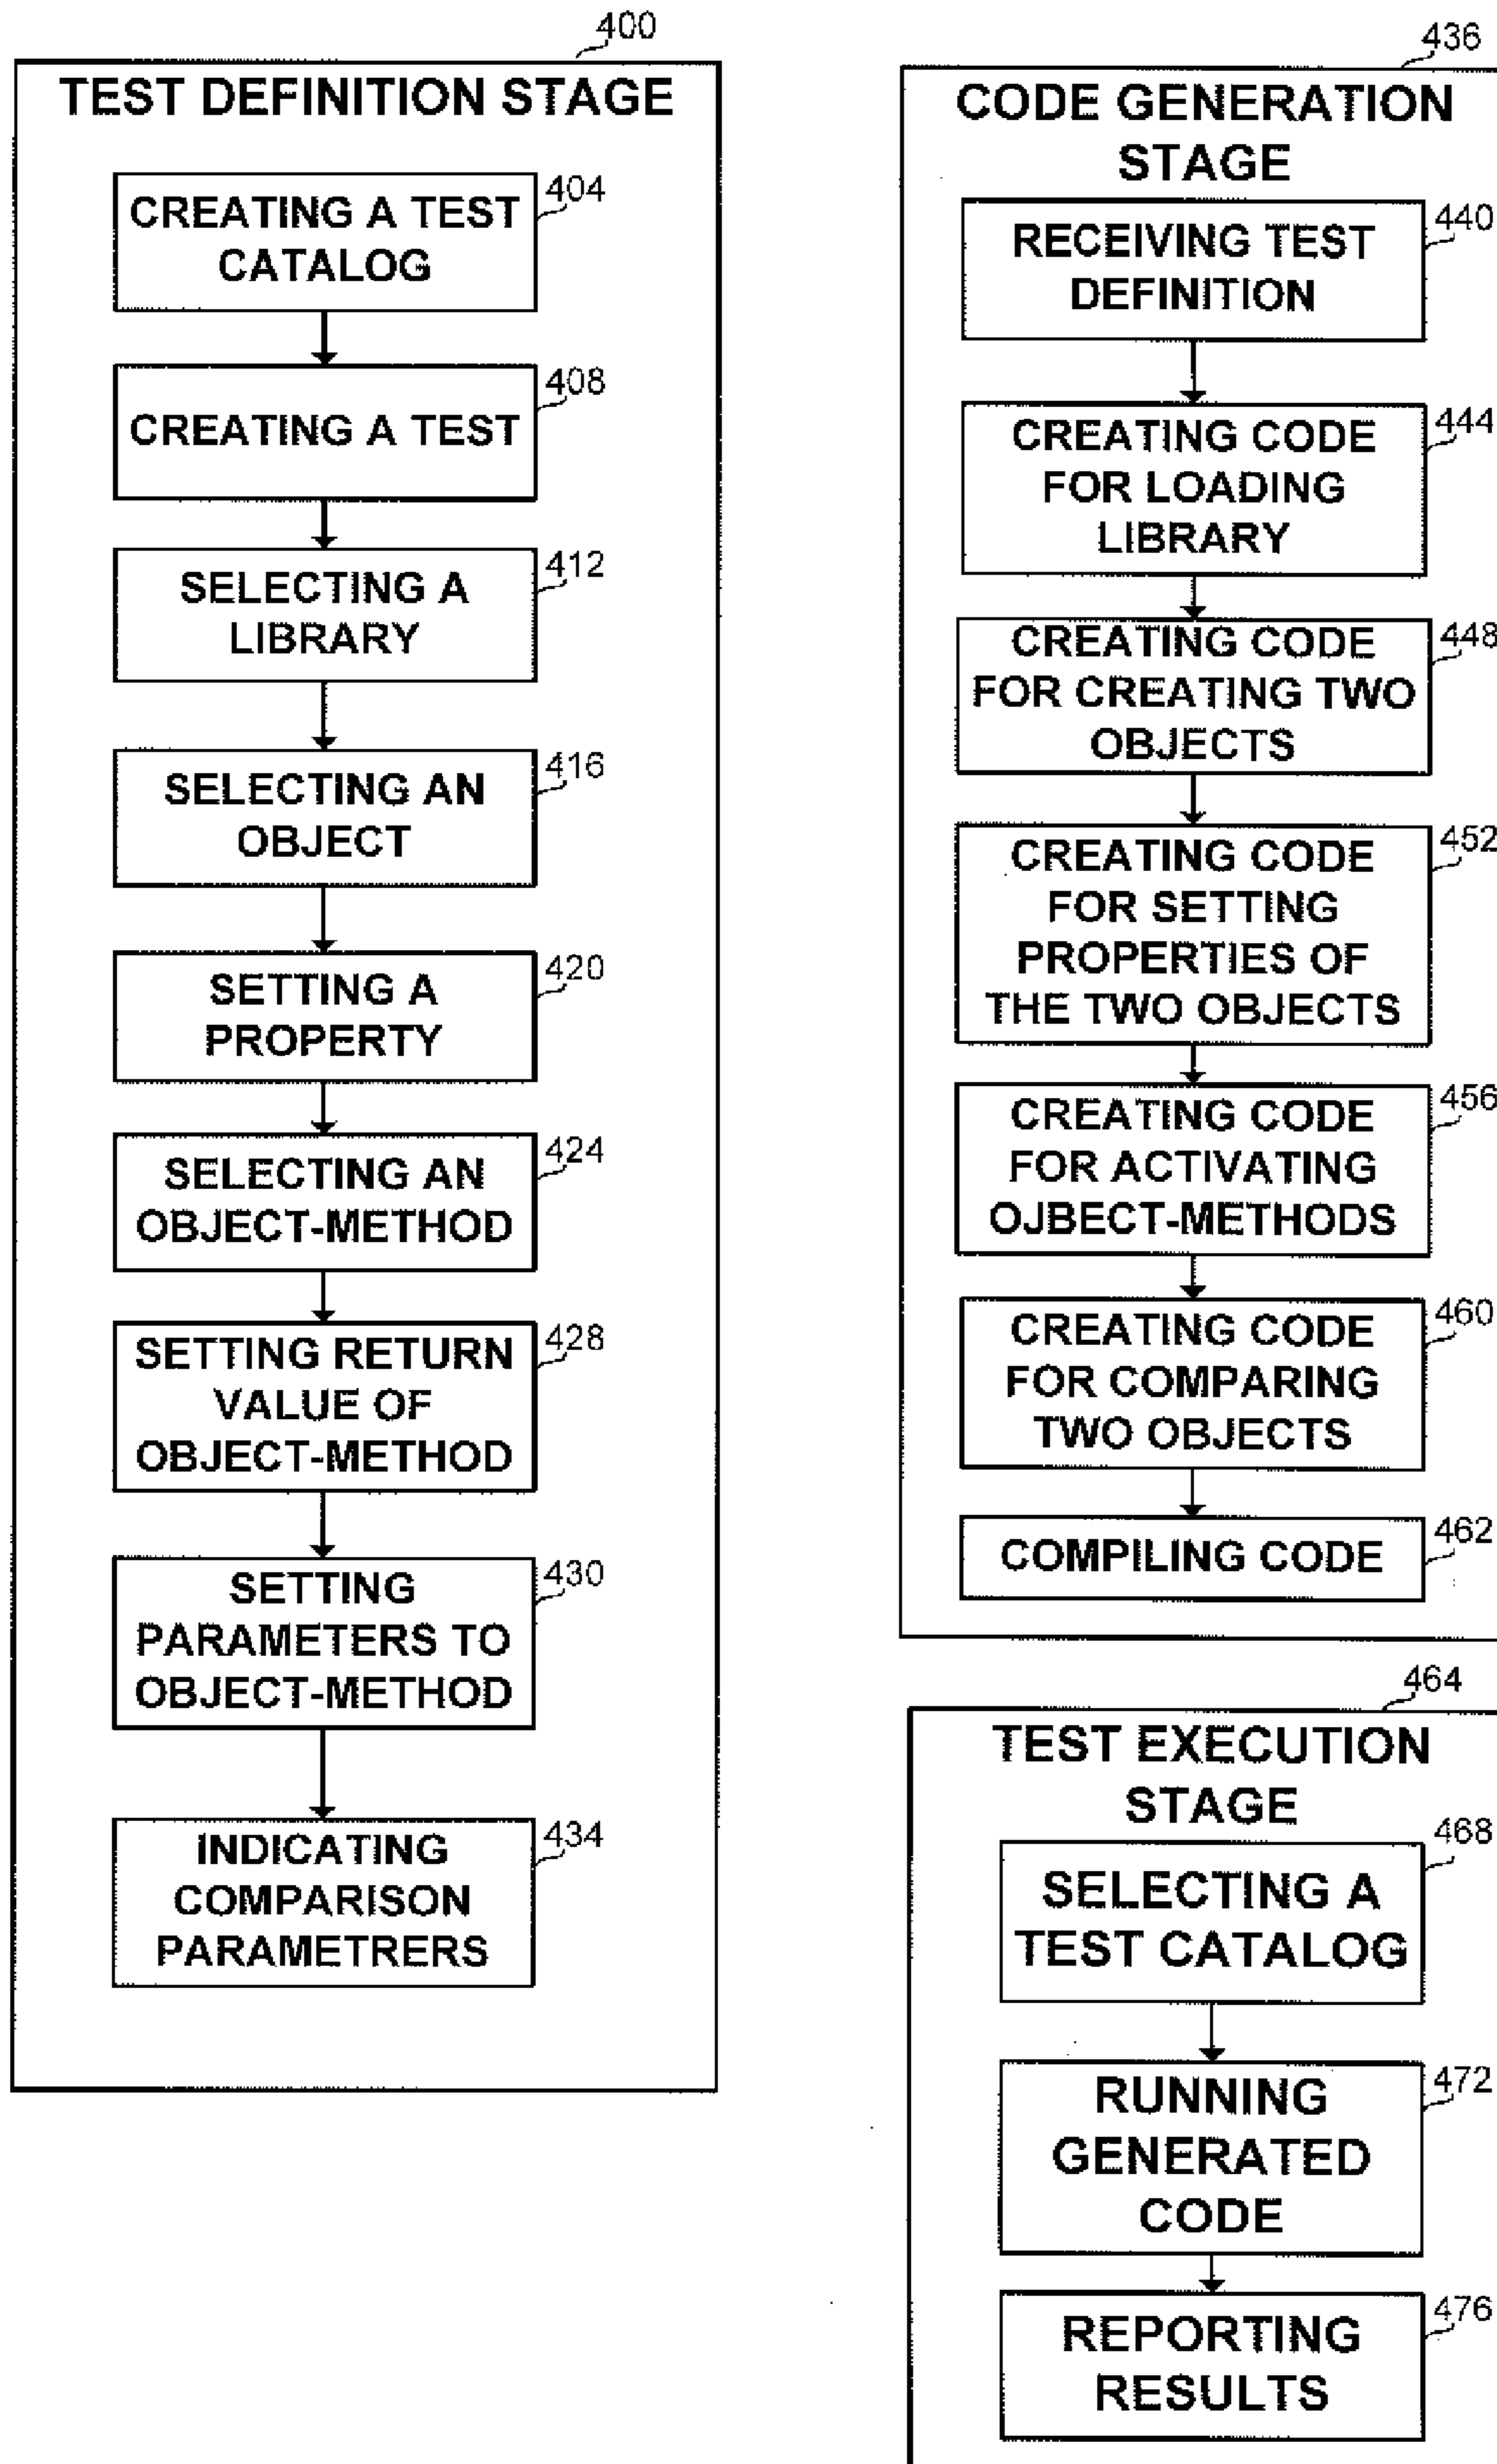 400
TEST DEFINITION STAGE
404
CREATING A TEST
CATALOG
408
CREATING A TEST
412
SELECTING A
LIBRARY
416
SELECTING AN
OBJECT
420
SETTING A
PROPERTY
424
SELECTING AN
OBJECT-METHOD
428
SETTING RETURN
VALUE OF
OBJECT-METHOD
430
SETTING
PARAMETERS TO
OBJECT-METHOD
434
INDICATING
COMPARISON
PARAMETRERS
436
CODE GENERATION
STAGE
440
RECEIVING TEST
DEFINITION
444
CREATING CODE
FOR LOADING
LIBRARY
448
CREATING CODE
FOR CREATING TWO
OBJECTS
452
CREATING CODE
FOR SETTING
PROPERTIES OF
THE TWO OBJECTS
456
CREATING CODE
FOR ACTIVATING
OJBECT-METHODS
460
CREATING CODE
FOR COMPARING
TWO OBJECTS
462
COMPILING CODE
464
TEST EXECUTION
STAGE
468
SELECTING A
TEST CATALOG
472
RUNNING
GENERATED
CODE
476
REPORTING
RESULTS